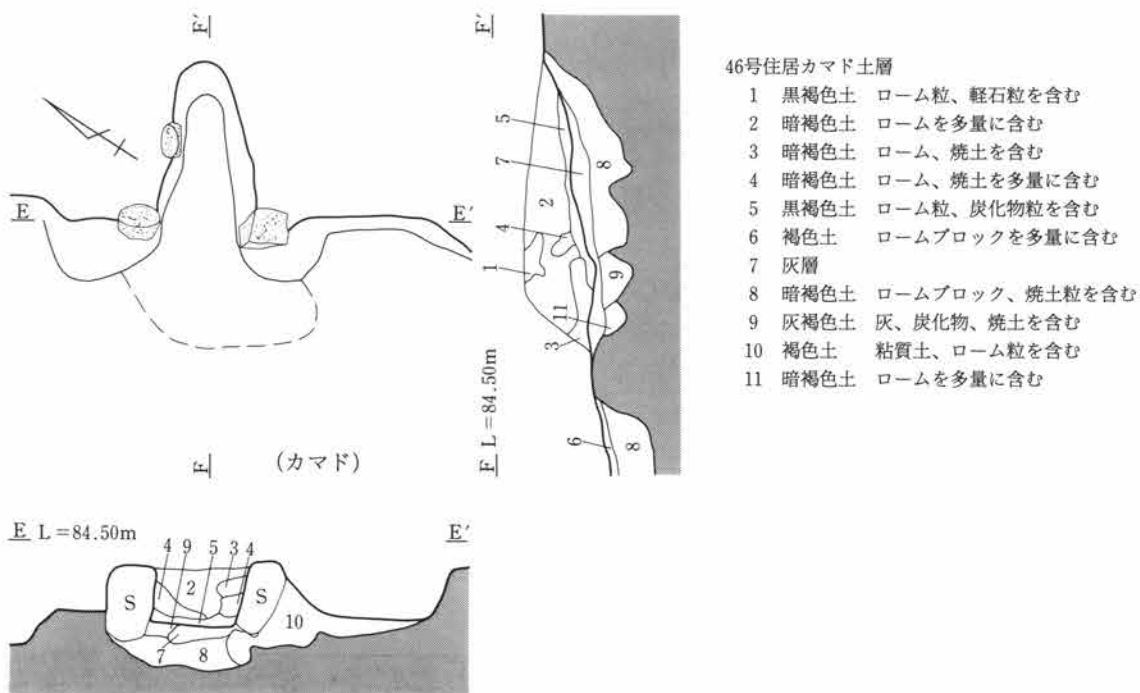 F′
E
E′
F
(カマド)
F′
5
7
8
2
4
1
9
11
3
6
8
F L=84.50m
46号住居カマド土層
1 黒褐色土 ローム粒、軽石粒を含む
2 暗褐色土 ロームを多量に含む
3 暗褐色土 ローム、焼土を含む
4 暗褐色土 ローム、焼土を多量に含む
5 黒褐色土 ローム粒、炭化物粒を含む
6 褐色土 ロームブロックを多量に含む
7 灰層
8 暗褐色土 ロームブロック、焼土粒を含む
9 灰褐色土 灰、炭化物、焼土を含む
10 褐色土 粘質土、ローム粒を含む
11 暗褐色土 ロームを多量に含む
E L=84.50m E′
4 9 5 3 4
S 2 S
10
7 8